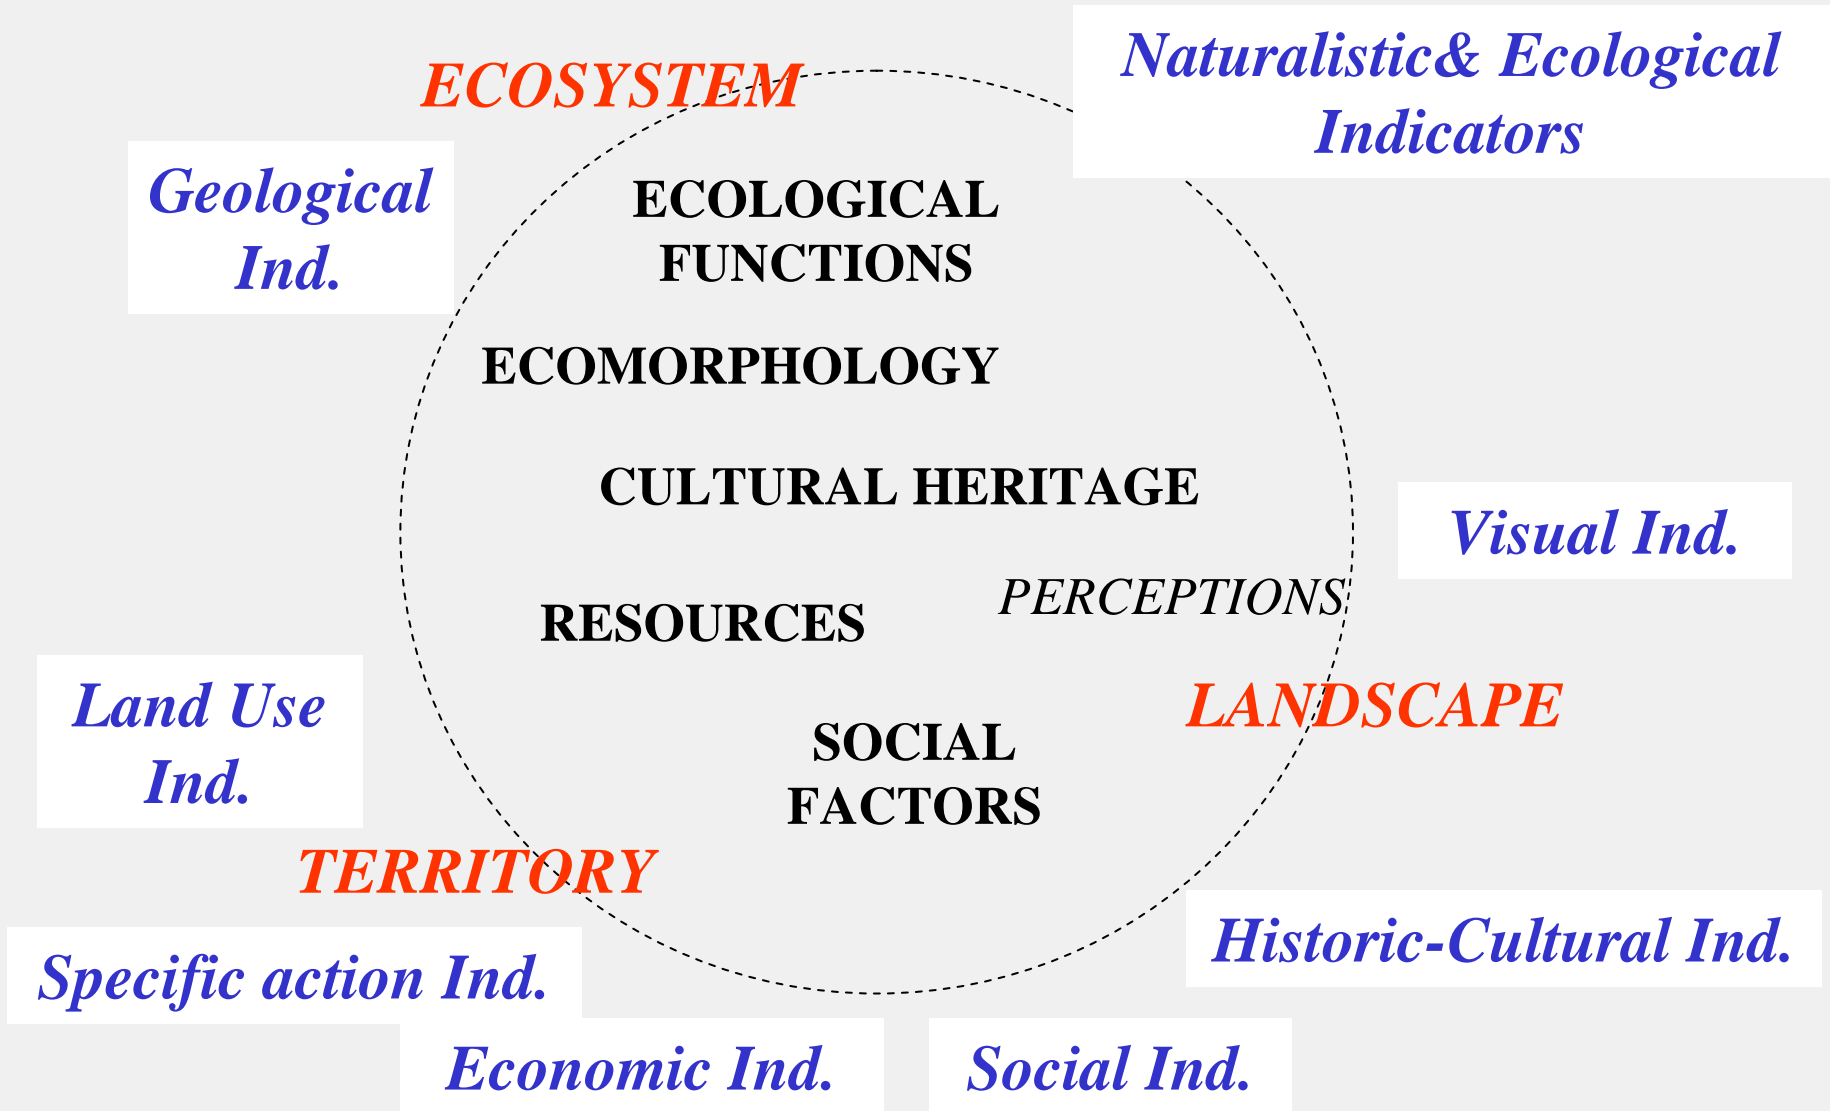 Naturalistic& Ecological
Indicators
ECOSYSTEM
Geological
Ind.
ECOLOGICAL
FUNCTIONS
ECOMORPHOLOGY
CULTURAL HERITAGE
Visual Ind.
PERCEPTIONS
RESOURCES
Land Use
Ind.
LANDSCAPE
SOCIAL
FACTORS
TERRITORY
Historic-Cultural Ind.
Specific action Ind.
Economic Ind.
Social Ind.